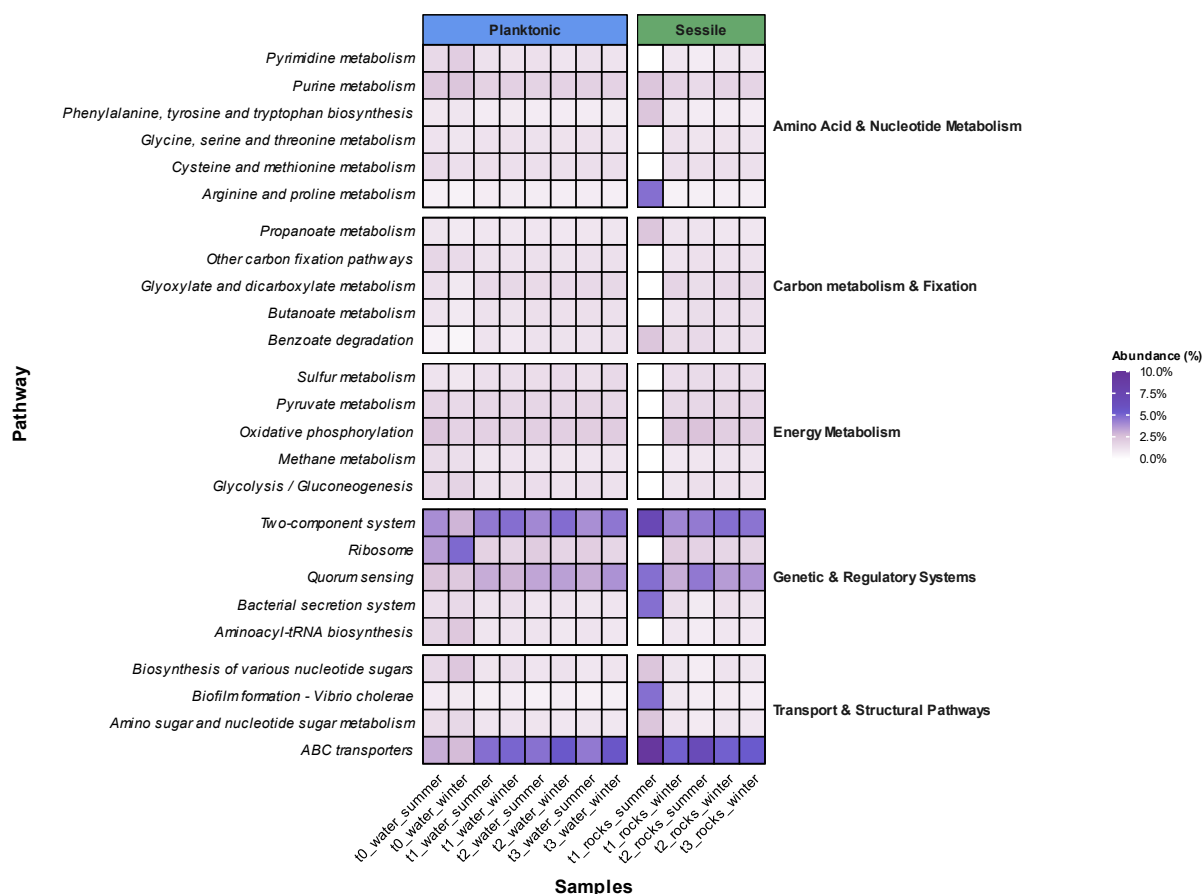 Planktonic
Sessile
Pyrimidine metabolism
Purine metabolism
Phenylalanine, tyrosine and tryptophan biosynthesis
Glycine, serine and threonine metabolism
Cysteine and methionine metabolism
Arginine and proline metabolism
Amino Acid & Nucleotide Metabolism
Propanoate metabolism
Other carbon fixation pathways
Glyoxylate and dicarboxylate metabolism
Butanoate metabolism
Benzoate degradation
Carbon metabolism & Fixation
Sulfur metabolism
Pyruvate metabolism
Oxidative phosphorylation
Methane metabolism
Glycolysis / Gluconeogenesis
Energy Metabolism
Two-component system
Ribosome
Quorum sensing
Bacterial secretion system
Aminoacyl-tRNA biosynthesis
Genetic & Regulatory Systems
Biosynthesis of various nucleotide sugars
Biofilm formation - Vibrio cholerae
Amino sugar and nucleotide sugar metabolism
ABC transporters
Transport & Structural Pathways
Pathway
Abundance (%)
10.0%
7.5%
5.0%
2.5%
0.0%
t0_water_summer
t0_water_winter
t1_water_summer
t1_water_winter
t2_water_summer
t2_water_winter
t3_water_summer
t3_water_winter
t1_rocks_summer
t1_rocks_winter
t2_rocks_summer
t2_rocks_winter
t3_rocks_winter
Samples